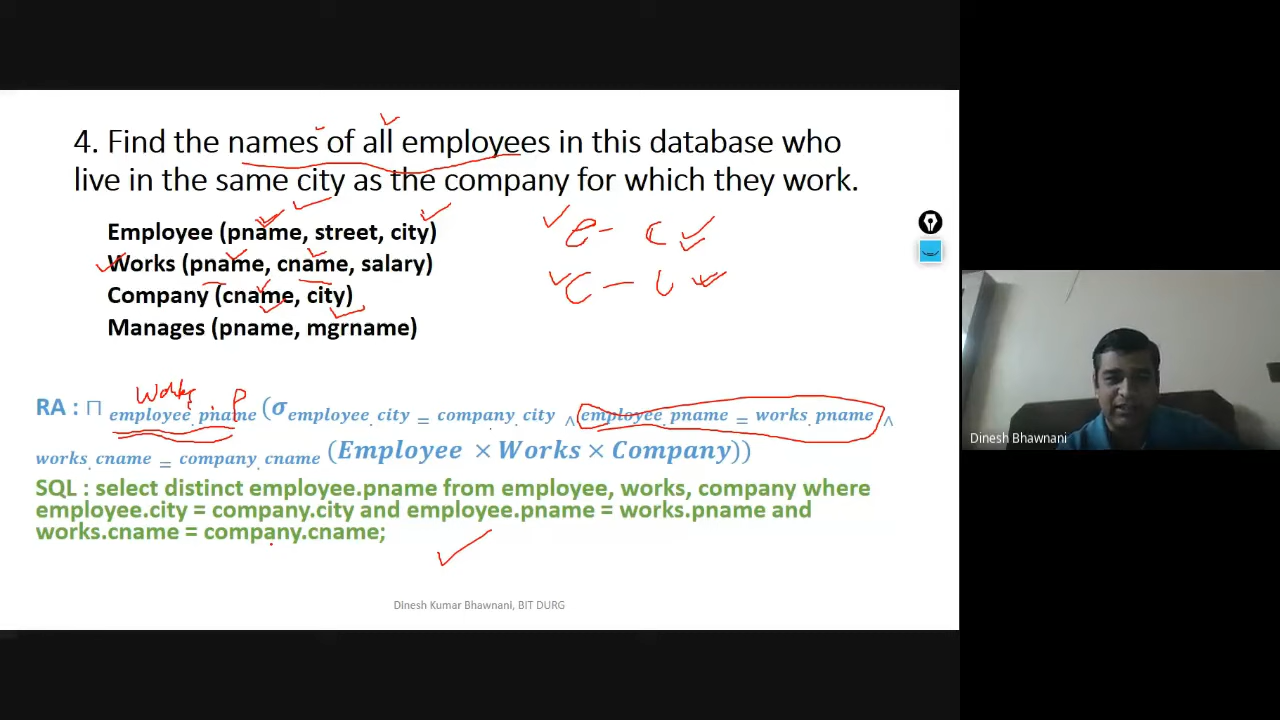 4. Find the names of all employees in this database who
live in the same city as the company for which they work.
Employee (pname, street, city)
Works (pname, cname, salary)
Company (cname, city)
Manages (pname, mgrname)
e - c
C - c
Works . p
RA : Π employee.pname (σ employee.city = company.city ∧ employee.pname = works.pname ∧
works.cname = company.cname (Employee × Works × Company))
SQL : select distinct employee.pname from employee, works, company where
employee.city = company.city and employee.pname = works.pname and
works.cname = company.cname;
Dinesh Kumar Bhawnani, BIT DURG
Dinesh Bhawnani